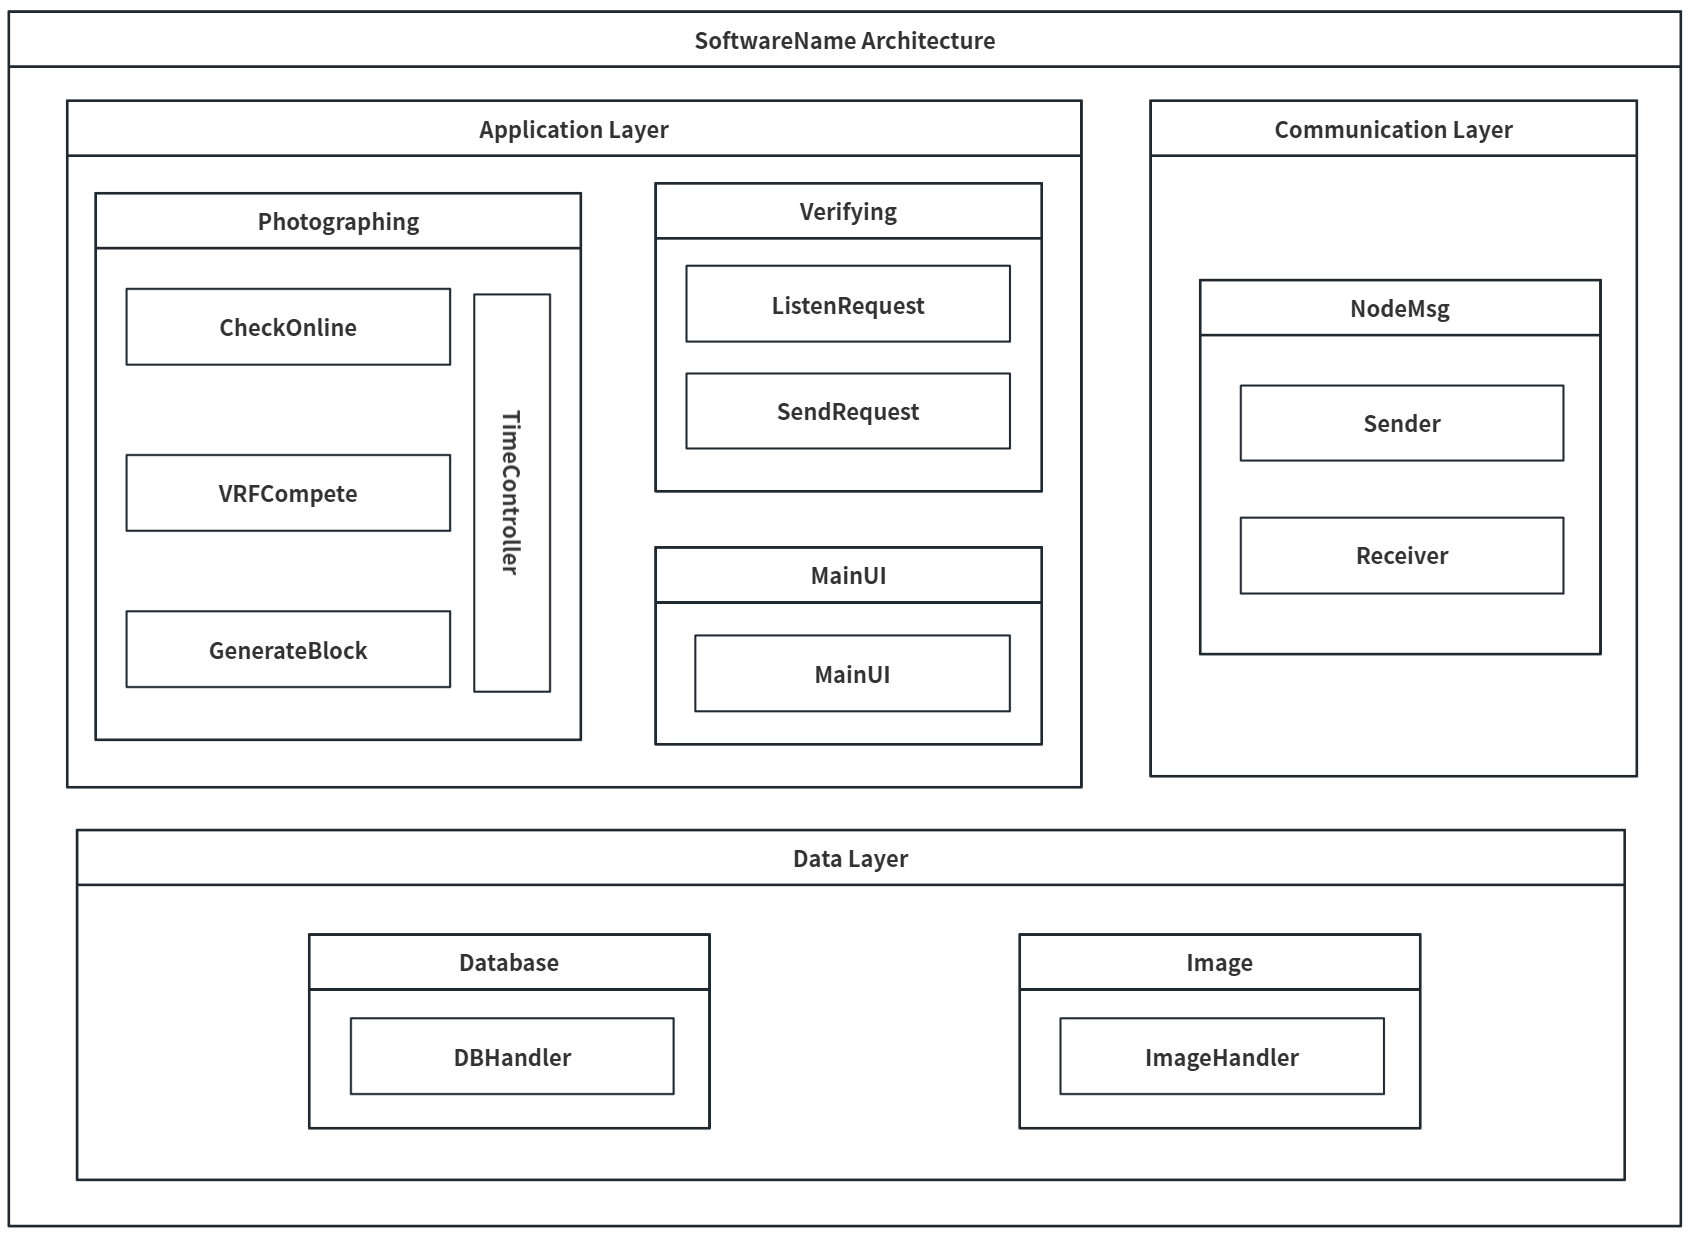 SoftwareName Architecture
Application Layer
Photographing
CheckOnline
VRFCompete
GenerateBlock
TimeController
Verifying
ListenRequest
SendRequest
MainUI
MainUI
Communication Layer
NodeMsg
Sender
Receiver
Data Layer
Database
DBHandler
Image
ImageHandler